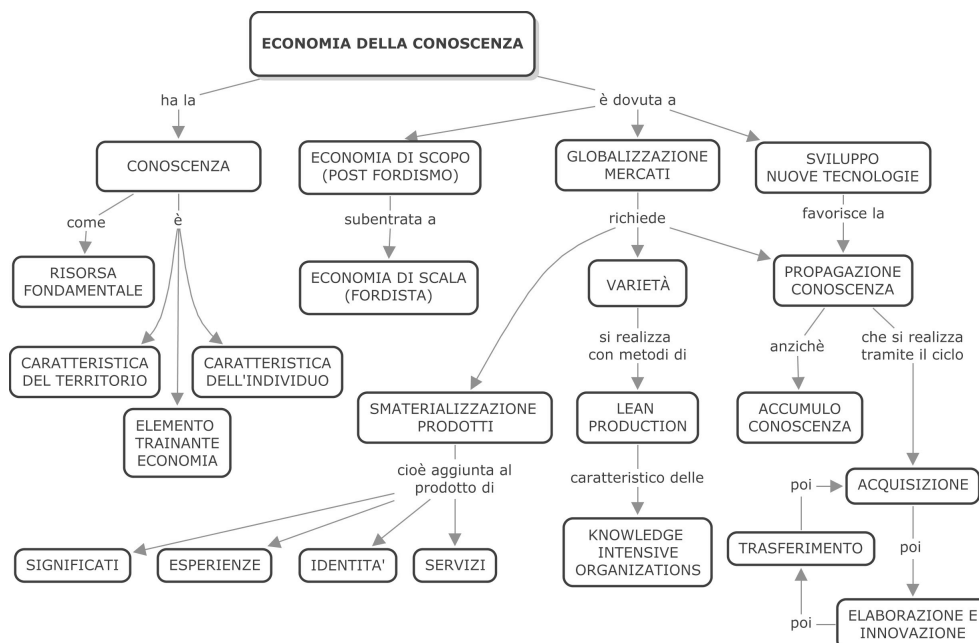 ECONOMIA DELLA CONOSCENZA
ha la
è dovuta a
CONOSCENZA
ECONOMIA DI SCOPO
(POST FORDISMO)
GLOBALIZZAZIONE
MERCATI
SVILUPPO
NUOVE TECNOLOGIE
come
è
subentrata a
richiede
favorisce la
RISORSA
FONDAMENTALE
ECONOMIA DI SCALA
(FORDISTA)
VARIETÀ
PROPAGAZIONE
CONOSCENZA
si realizza
con metodi di
anzichè
che si realizza
tramite il ciclo
CARATTERISTICA
DEL TERRITORIO
CARATTERISTICA
DELL'INDIVIDUO
ELEMENTO
TRAINANTE
ECONOMIA
SMATERIALIZZAZIONE
PRODOTTI
LEAN
PRODUCTION
ACCUMULO
CONOSCENZA
cioè aggiunta al
prodotto di
caratteristico delle
poi
ACQUISIZIONE
SIGNIFICATI
ESPERIENZE
IDENTITA'
SERVIZI
KNOWLEDGE
INTENSIVE
ORGANIZATIONS
TRASFERIMENTO
poi
poi
ELABORAZIONE E
INNOVAZIONE